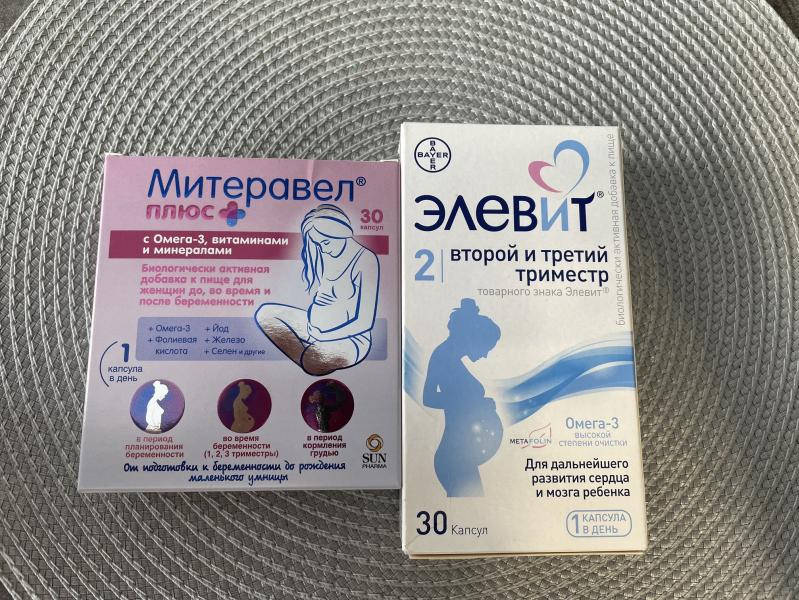 Митеравел®
плюс
30
капсул
с Омега-3, витаминами
и минералами
Биологически активная
добавка к пище для
женщин до, во время и
после беременности
+ Омега-3
+ Фолиевая
кислота
+ Йод
+ Железо
+ Селен и другие
1
капсула
в день
в период
планирования
беременности
во время
беременности
(1, 2, 3 триместры)
в период
кормления
грудью
SUN
PHARMA
От подготовки к беременности до рождения
маленького умницы
BAYER
BAYER
элевит®
2 второй и третий
триместр
товарного знака Элевит®
биологически активная добавка к пище
METAFOLIN
Омега-3
высокой
степени очистки
Для дальнейшего
развития сердца
и мозга ребенка
30 Капсул
1 КАПСУЛА
В ДЕНЬ